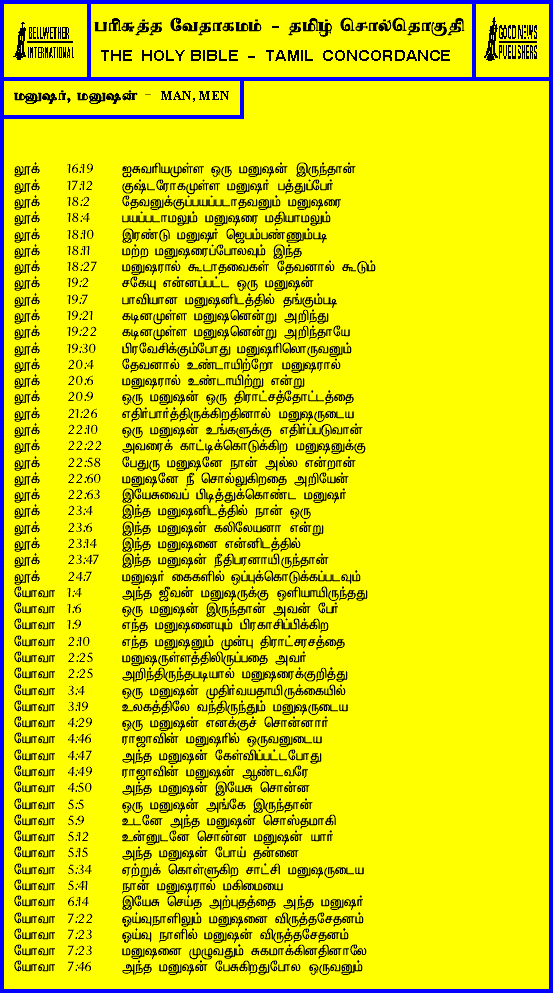 BELLWETHER
INTERNATIONAL
பரிசுத்த வேதாகமம் - தமிழ் சொல்தொகுதி
THE HOLY BIBLE - TAMIL CONCORDANCE
GOOD NEWS
PUBLISHERS
மனுஷர், மனுஷன் - MAN, MEN
லூக் 16:19 ஐசுவரியமுள்ள ஒரு மனுஷன் இருந்தான்
லூக் 17:12 குஷ்டரோகமுள்ள மனுஷர் பத்துப்பேர்
லூக் 18:2 தேவனுக்குப்பயப்படாதவனும் மனுஷரை
லூக் 18:4 பயப்படாமலும் மனுஷரை மதியாமலும்
லூக் 18:10 இரண்டு மனுஷர் ஜெபம்பண்ணும்படி
லூக் 18:11 மற்ற மனுஷரைப்போலவும் இந்த
லூக் 18:27 மனுஷரால் கூடாதவைகள் தேவனால் கூடும்
லூக் 19:2 சகேயு என்னப்பட்ட ஒரு மனுஷன்
லூக் 19:7 பாவியான மனுஷனிடத்தில் தங்கும்படி
லூக் 19:21 கடினமுள்ள மனுஷனென்று அறிந்து
லூக் 19:22 கடினமுள்ள மனுஷனென்று அறிந்தாயே
லூக் 19:30 பிரவேசிக்கும்போது மனுஷரிலொருவனும்
லூக் 20:4 தேவனால் உண்டாயிற்றோ மனுஷரால்
லூக் 20:6 மனுஷரால் உண்டாயிற்று என்று
லூக் 20:9 ஒரு மனுஷன் ஒரு திராட்சத்தோட்டத்தை
லூக் 21:26 எதிர்பார்த்திருக்கிறதினால் மனுஷருடைய
லூக் 22:10 ஒரு மனுஷன் உங்களுக்கு எதிர்ப்படுவான்
லூக் 22:22 அவரைக் காட்டிக்கொடுக்கிற மனுஷனுக்கு
லூக் 22:58 பேதுரு மனுஷனே நான் அல்ல என்றான்
லூக் 22:60 மனுஷனே நீ சொல்லுகிறதை அறியேன்
லூக் 22:63 இயேசுவைப் பிடித்துக்கொண்ட மனுஷர்
லூக் 23:4 இந்த மனுஷனிடத்தில் நான் ஒரு
லூக் 23:6 இந்த மனுஷன் கலிலேயனா என்று
லூக் 23:14 இந்த மனுஷனை என்னிடத்தில்
லூக் 23:47 இந்த மனுஷன் நீதிபரனாயிருந்தான்
லூக் 24:7 மனுஷர் கைகளில் ஒப்புக்கொடுக்கப்படவும்
யோவா 1:4 அந்த ஜீவன் மனுஷருக்கு ஒளியாயிருந்தது
யோவா 1:6 ஒரு மனுஷன் இருந்தான் அவன் பேர்
யோவா 1:9 எந்த மனுஷனையும் பிரகாசிப்பிக்கிற
யோவா 2:10 எந்த மனுஷனும் முன்பு திராட்சரசத்தை
யோவா 2:25 மனுஷருள்ளத்திலிருப்பதை அவர்
யோவா 2:25 அறிந்திருந்தபடியால் மனுஷரைக்குறித்து
யோவா 3:4 ஒரு மனுஷன் முதிர்வயதாயிருக்கையில்
யோவா 3:19 உலகத்திலே வந்திருந்தும் மனுஷருடைய
யோவா 4:29 ஒரு மனுஷன் எனக்குச் சொன்னார்
யோவா 4:46 ராஜாவின் மனுஷரில் ஒருவனுடைய
யோவா 4:47 அந்த மனுஷன் கேள்விப்பட்டபோது
யோவா 4:49 ராஜாவின் மனுஷன் ஆண்டவரே
யோவா 4:50 அந்த மனுஷன் இயேசு சொன்ன
யோவா 5:5 ஒரு மனுஷன் அங்கே இருந்தான்
யோவா 5:9 உடனே அந்த மனுஷன் சொஸ்தமாகி
யோவா 5:12 உன்னுடனே சொன்ன மனுஷன் யார்
யோவா 5:15 அந்த மனுஷன் போய் தன்னை
யோவா 5:34 ஏற்றுக் கொள்ளுகிற சாட்சி மனுஷருடைய
யோவா 5:41 நான் மனுஷரால் மகிமையை
யோவா 6:14 இயேசு செய்த அற்புதத்தை அந்த மனுஷர்
யோவா 7:22 ஓய்வுநாளிலும் மனுஷனை விருத்தசேதனம்
யோவா 7:23 ஓய்வு நாளில் மனுஷன் விருத்தசேதனம்
யோவா 7:23 மனுஷனை முழுவதும் சுகமாக்கினதினாலே
யோவா 7:46 அந்த மனுஷன் பேசுகிறதுபோல ஒருவனும்